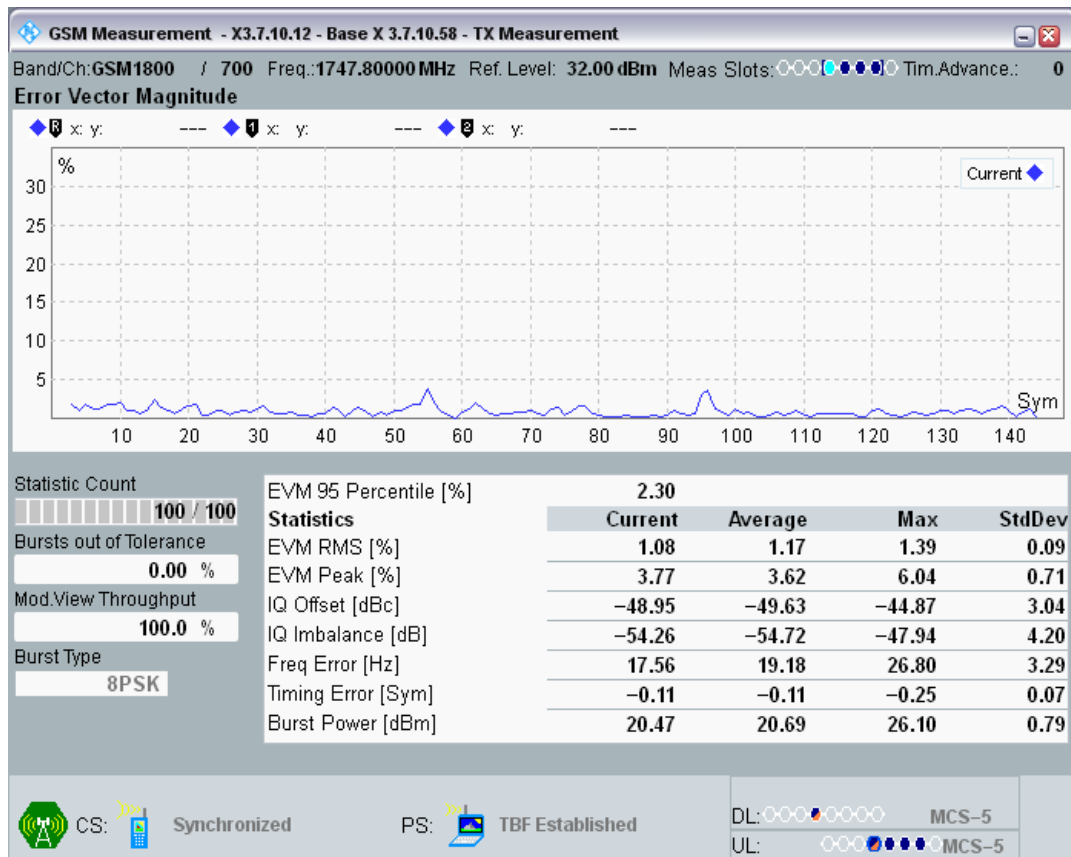 GSM Measurement - X3.7.10.12 - Base X 3.7.10.58 - TX Measurement
Band/Ch:GSM1800 / 700 Freq.:1747.80000MHz Ref. Level: 32.00dBm Meas Slots: Tim.Advance.: 0
Error Vector Magnitude
R x: y: --- 1 x: y: --- 2 x: y: ---
%
Current
30
25
20
15
10
5
Sym
10 20 30 40 50 60 70 80 90 100 110 120 130 140
Statistic Count
100 / 100
Bursts out of Tolerance
0.00 %
Mod.View Throughput
100.0 %
Burst Type
8PSK
EVM 95 Percentile [%] 2.30
Statistics Current Average Max StdDev
EVM RMS [%] 1.08 1.17 1.39 0.09
EVM Peak [%] 3.77 3.62 6.04 0.71
IQ Offset [dBc] −48.95 −49.63 −44.87 3.04
IQ Imbalance [dB] −54.26 −54.72 −47.94 4.20
Freq Error [Hz] 17.56 19.18 26.80 3.29
Timing Error [Sym] −0.11 −0.11 −0.25 0.07
Burst Power [dBm] 20.47 20.69 26.10 0.79
CS: Synchronized PS: TBF Established
DL: MCS−5
UL: MCS−5